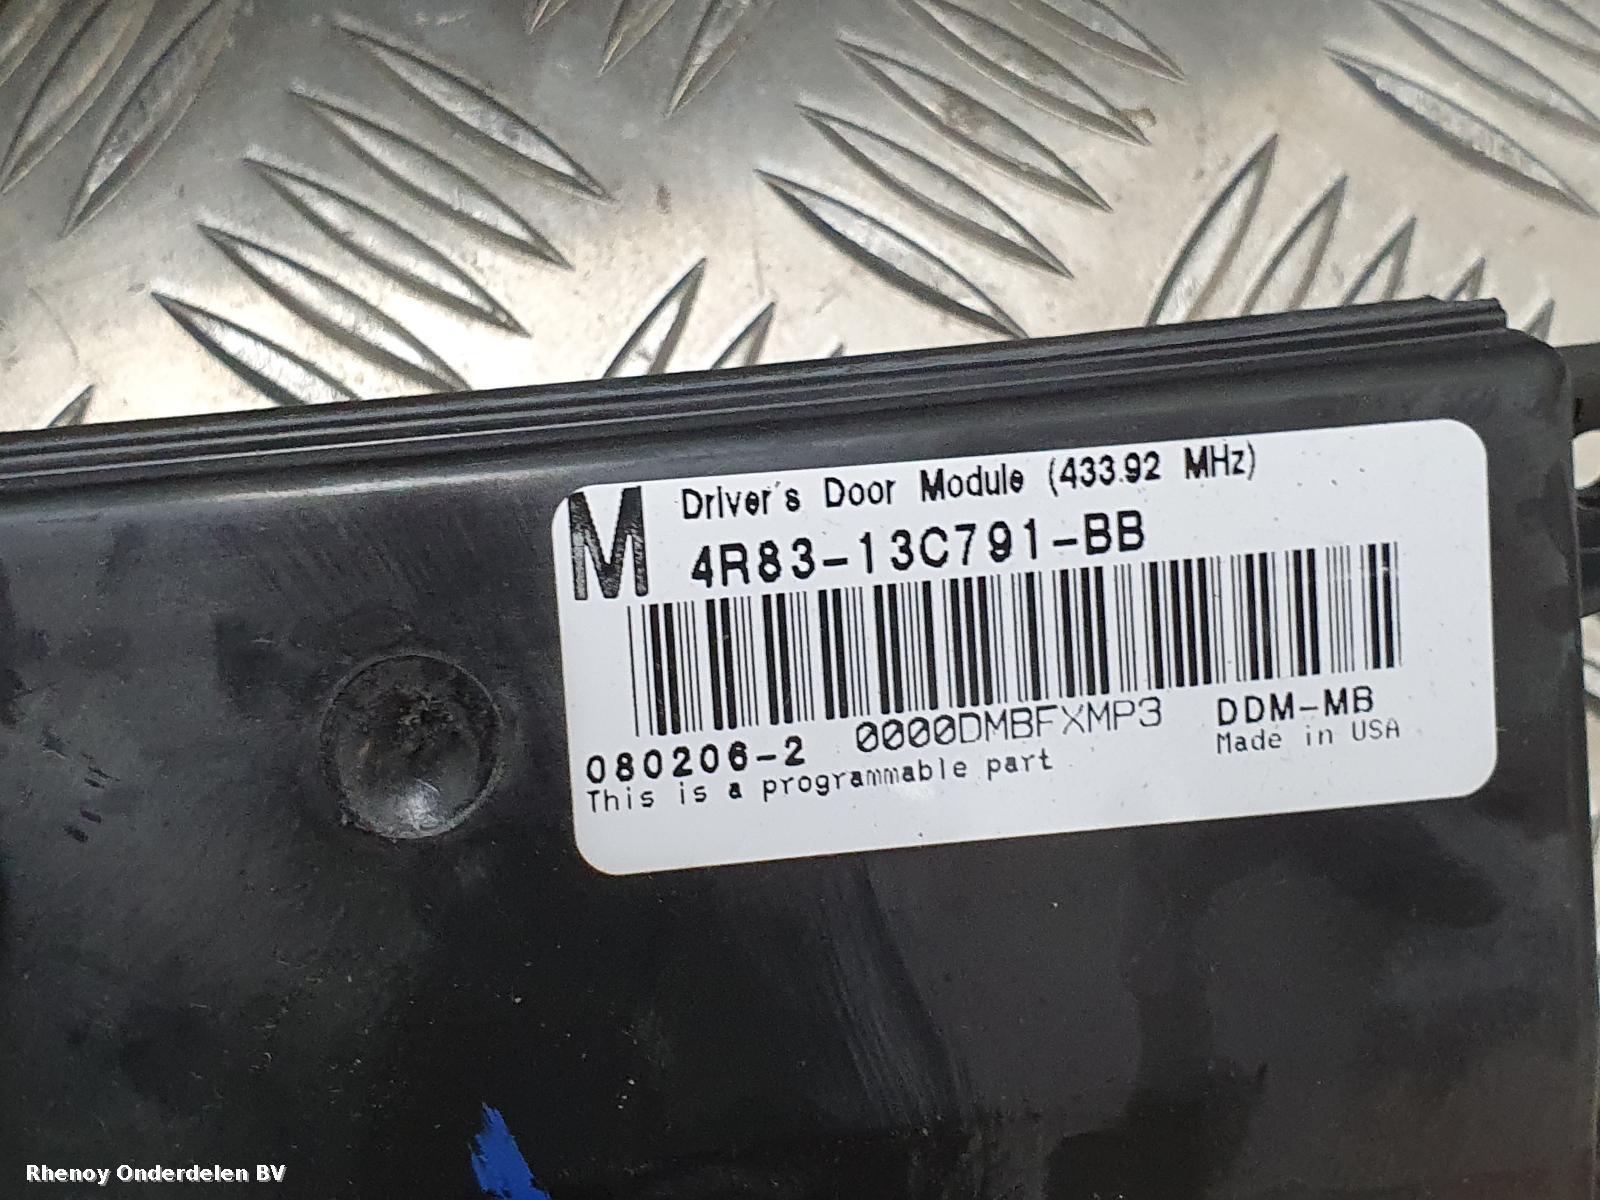 M Driver's Door Module (433.92 MHz)
4R83-13C791-BB
080206-2 0000DMBFXMP3 DDM-MB
This is a programmable part Made in USA
Rhenoy Onderdelen BV